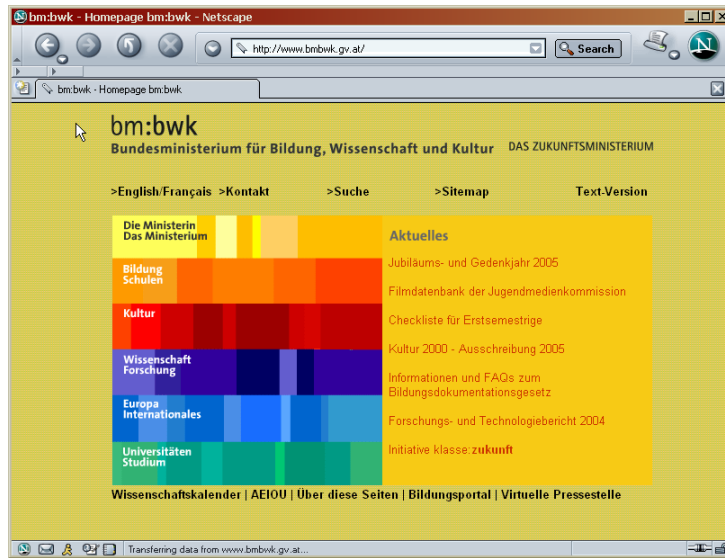 bm:bwk - Homepage bm:bwk - Netscape
http://www.bmbwk.gv.at/
Search
N
bm:bwk - Homepage bm:bwk
bm:bwk
Bundesministerium für Bildung, Wissenschaft und Kultur DAS ZUKUNFTSMINISTERIUM
>English/Français >Kontakt >Suche >Sitemap Text-Version
Die Ministerin
Das Ministerium
Bildung
Schulen
Kultur
Wissenschaft
Forschung
Europa
Internationales
Universitäten
Studium
Aktuelles
Jubiläums- und Gedenkjahr 2005
Filmdatenbank der Jugendmedienkommission
Checkliste für Erstsemestrige
Kultur 2000 - Ausschreibung 2005
Informationen und FAQs zum
Bildungsdokumentationsgesetz
Forschungs- und Technologiebericht 2004
Initiative klasse:zukunft
Wissenschaftskalender | AEIOU | Über diese Seiten | Bildungsportal | Virtuelle Pressestelle
Transferring data from www.bmbwk.gv.at...